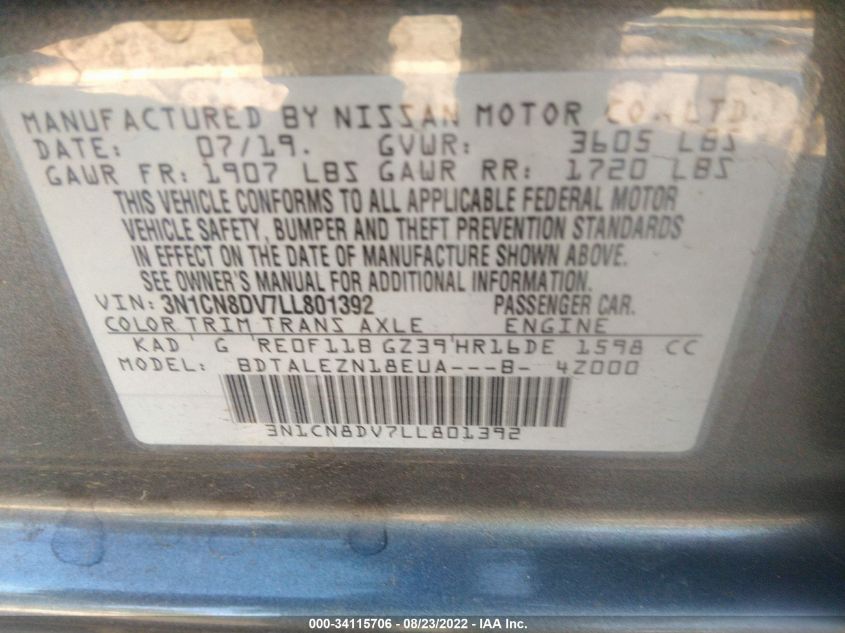 MANUFACTURED BY NISSAN MOTOR CO.,LTD.
DATE: 07/19. GVWR: 3605 LBS
GAWR FR: 1907 LBS GAWR RR: 1720 LBS
THIS VEHICLE CONFORMS TO ALL APPLICABLE FEDERAL MOTOR
VEHICLE SAFETY, BUMPER AND THEFT PREVENTION STANDARDS
IN EFFECT ON THE DATE OF MANUFACTURE SHOWN ABOVE.
SEE OWNER'S MANUAL FOR ADDITIONAL INFORMATION.
VIN: 3N1CN8DV7LL801392 PASSENGER CAR.
COLOR TRIM TRANS AXLE ENGINE
KAD G RE0F11B GZ39 HR16DE 1598 CC
MODEL: BDTALEZN18EUA---B- 4Z000
3N1CN8DV7LL801392
000-34115706 - 08/23/2022 - IAA Inc.